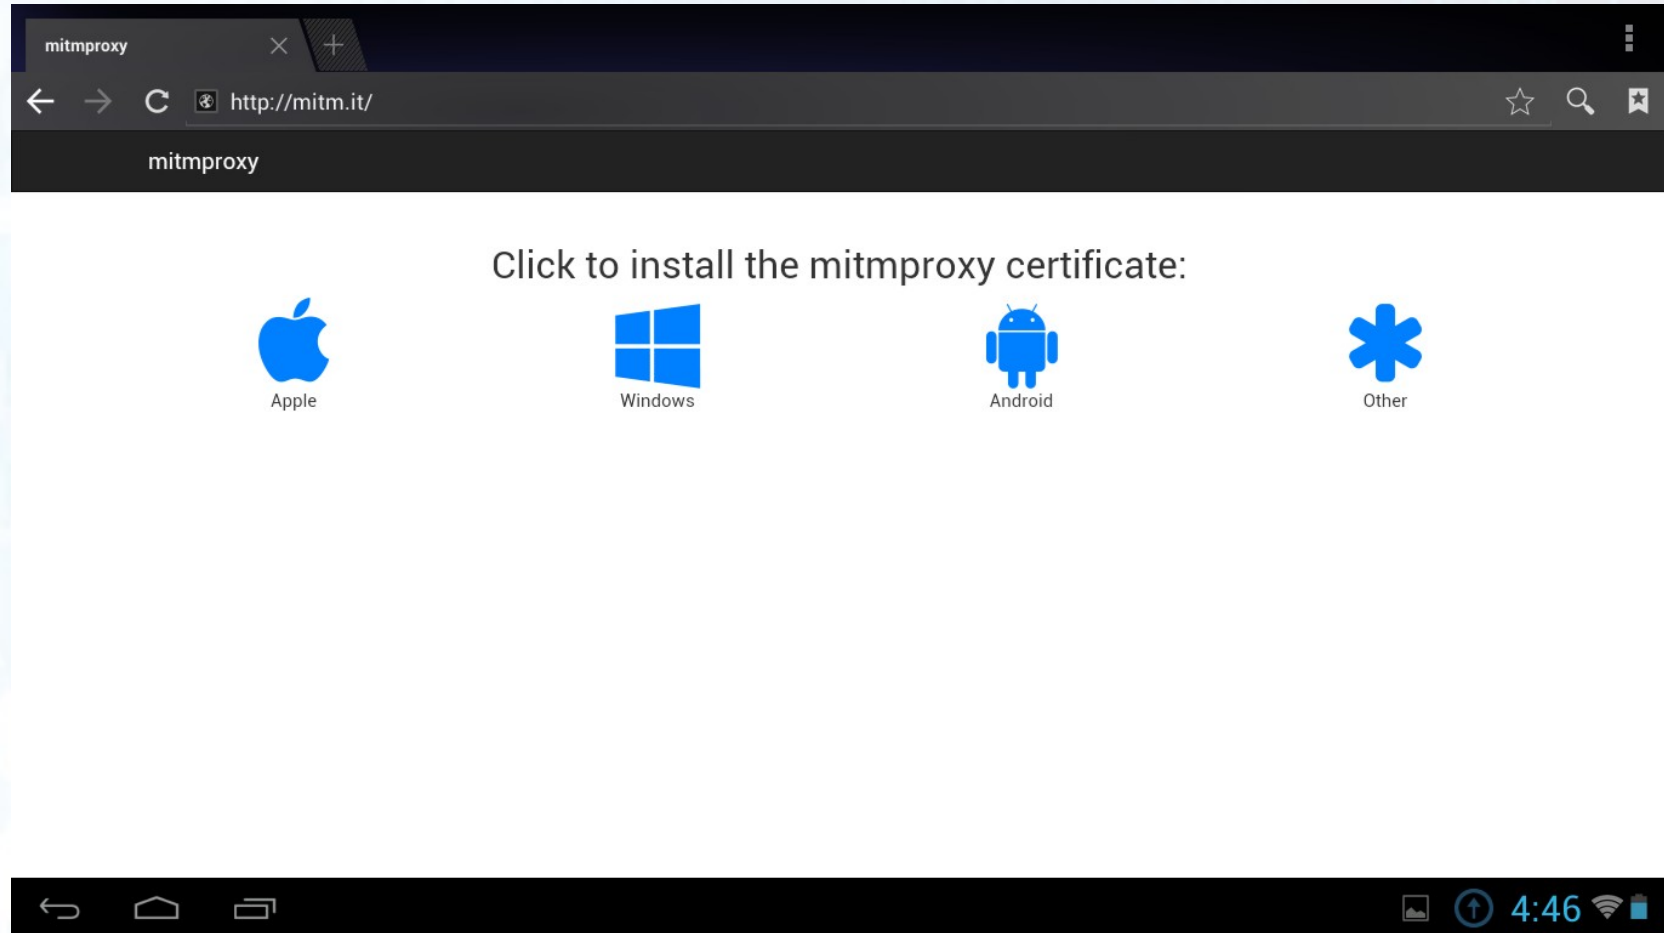 mitmproxy
http://mitm.it/
mitmproxy
Click to install the mitmproxy certificate:
Apple Windows Android Other
4:46